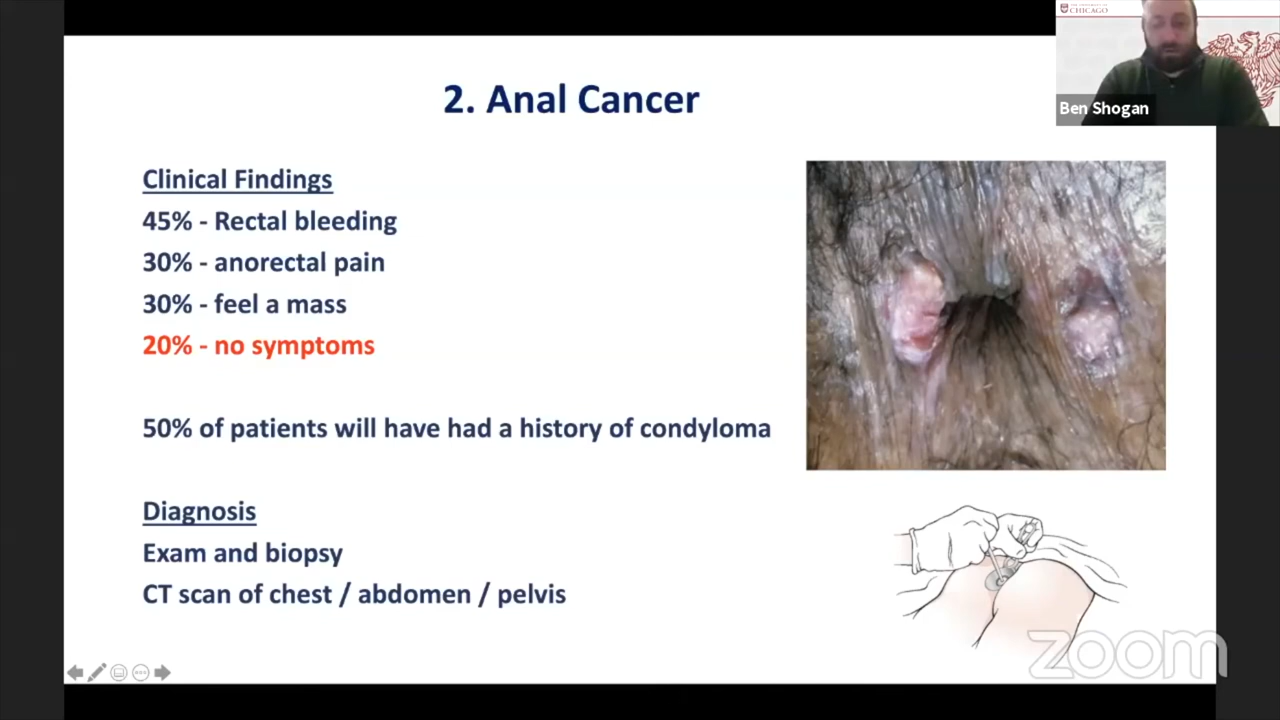 2. Anal Cancer
Clinical Findings
45% - Rectal bleeding
30% - anorectal pain
30% - feel a mass
20% - no symptoms
50% of patients will have had a history of condyloma
Diagnosis
Exam and biopsy
CT scan of chest / abdomen / pelvis
CHICAGO
Ben Shogan
zoom